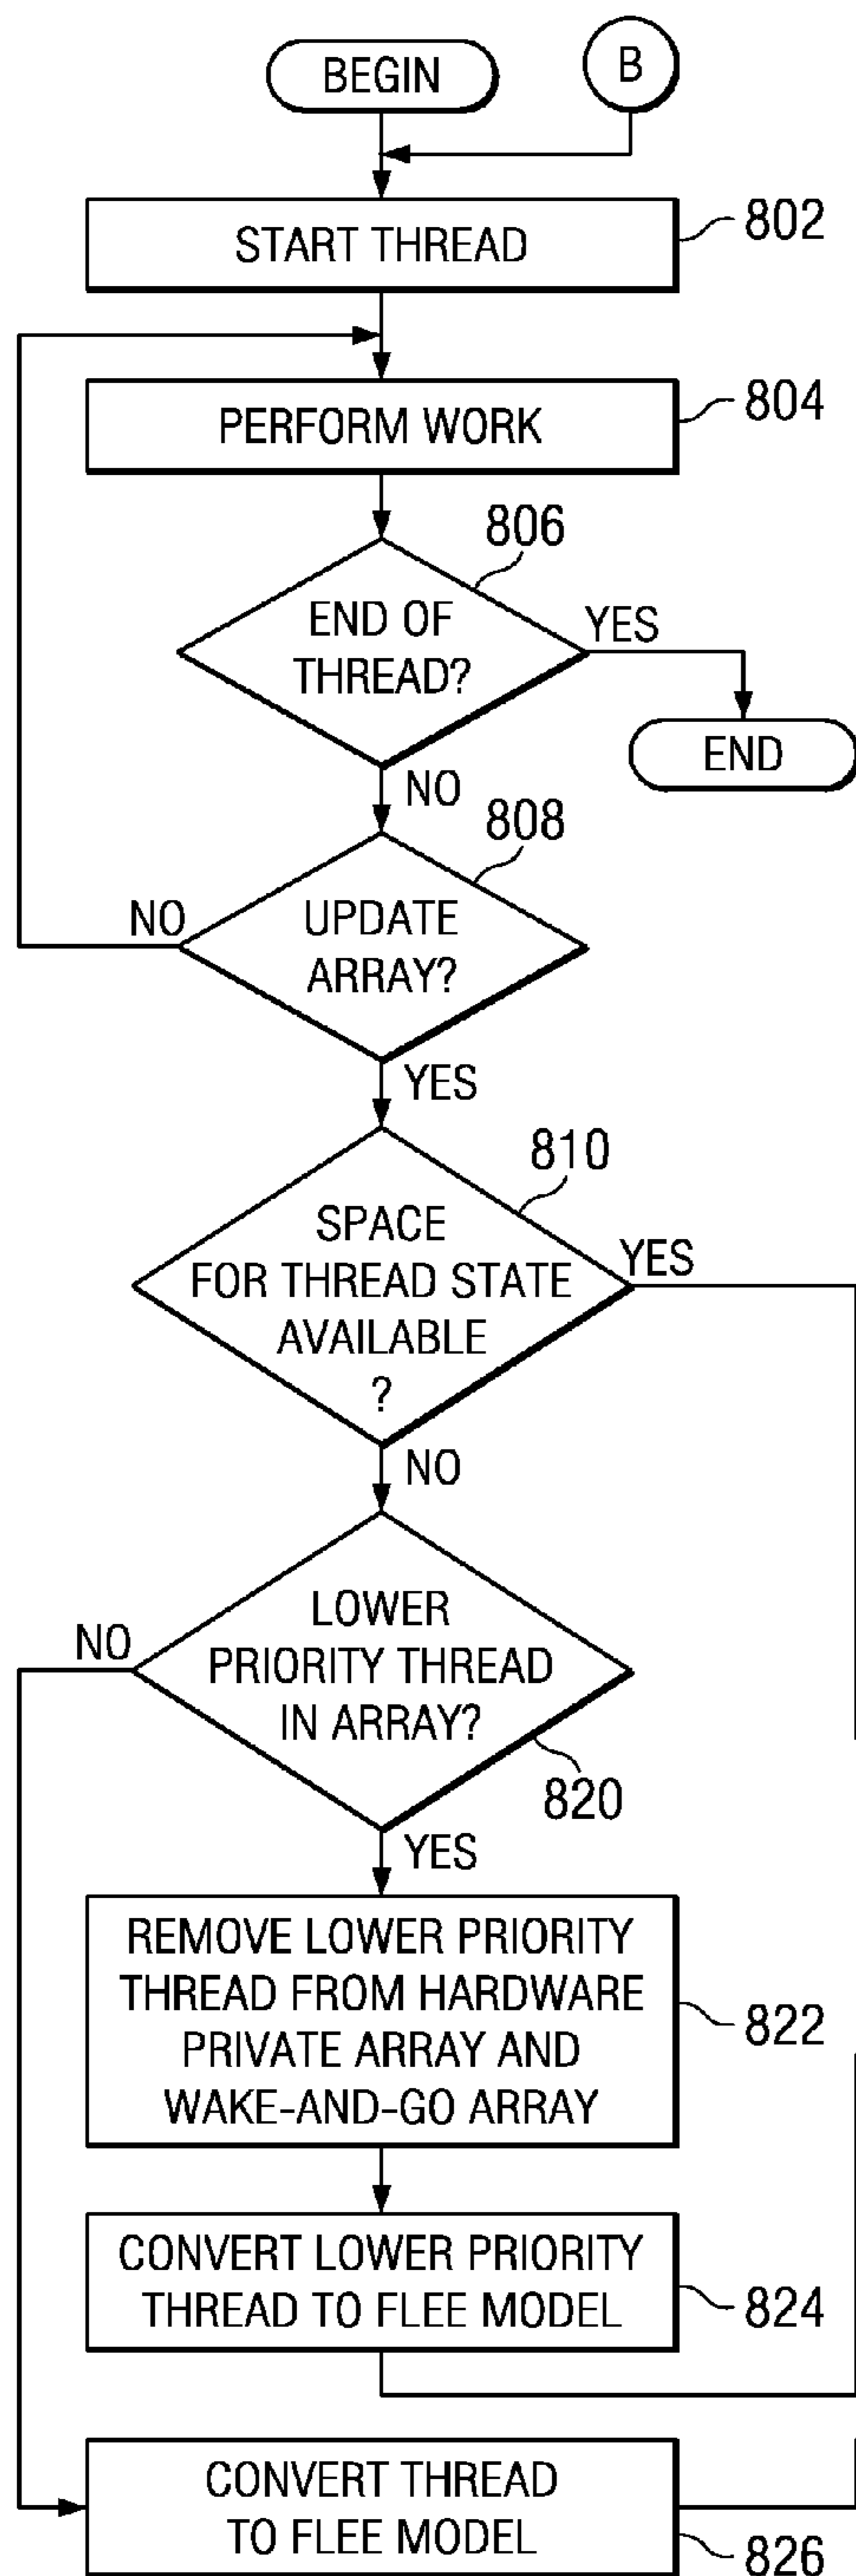 BEGIN
B
START THREAD
802
PERFORM WORK
804
806
END OF
THREAD?
YES
END
NO
808
UPDATE
ARRAY?
NO
YES
810
SPACE
FOR THREAD STATE
AVAILABLE
?
YES
NO
LOWER
PRIORITY THREAD
IN ARRAY?
NO
820
YES
REMOVE LOWER PRIORITY
THREAD FROM HARDWARE
PRIVATE ARRAY AND
WAKE-AND-GO ARRAY
822
CONVERT LOWER PRIORITY
THREAD TO FLEE MODEL
824
CONVERT THREAD
TO FLEE MODEL
826